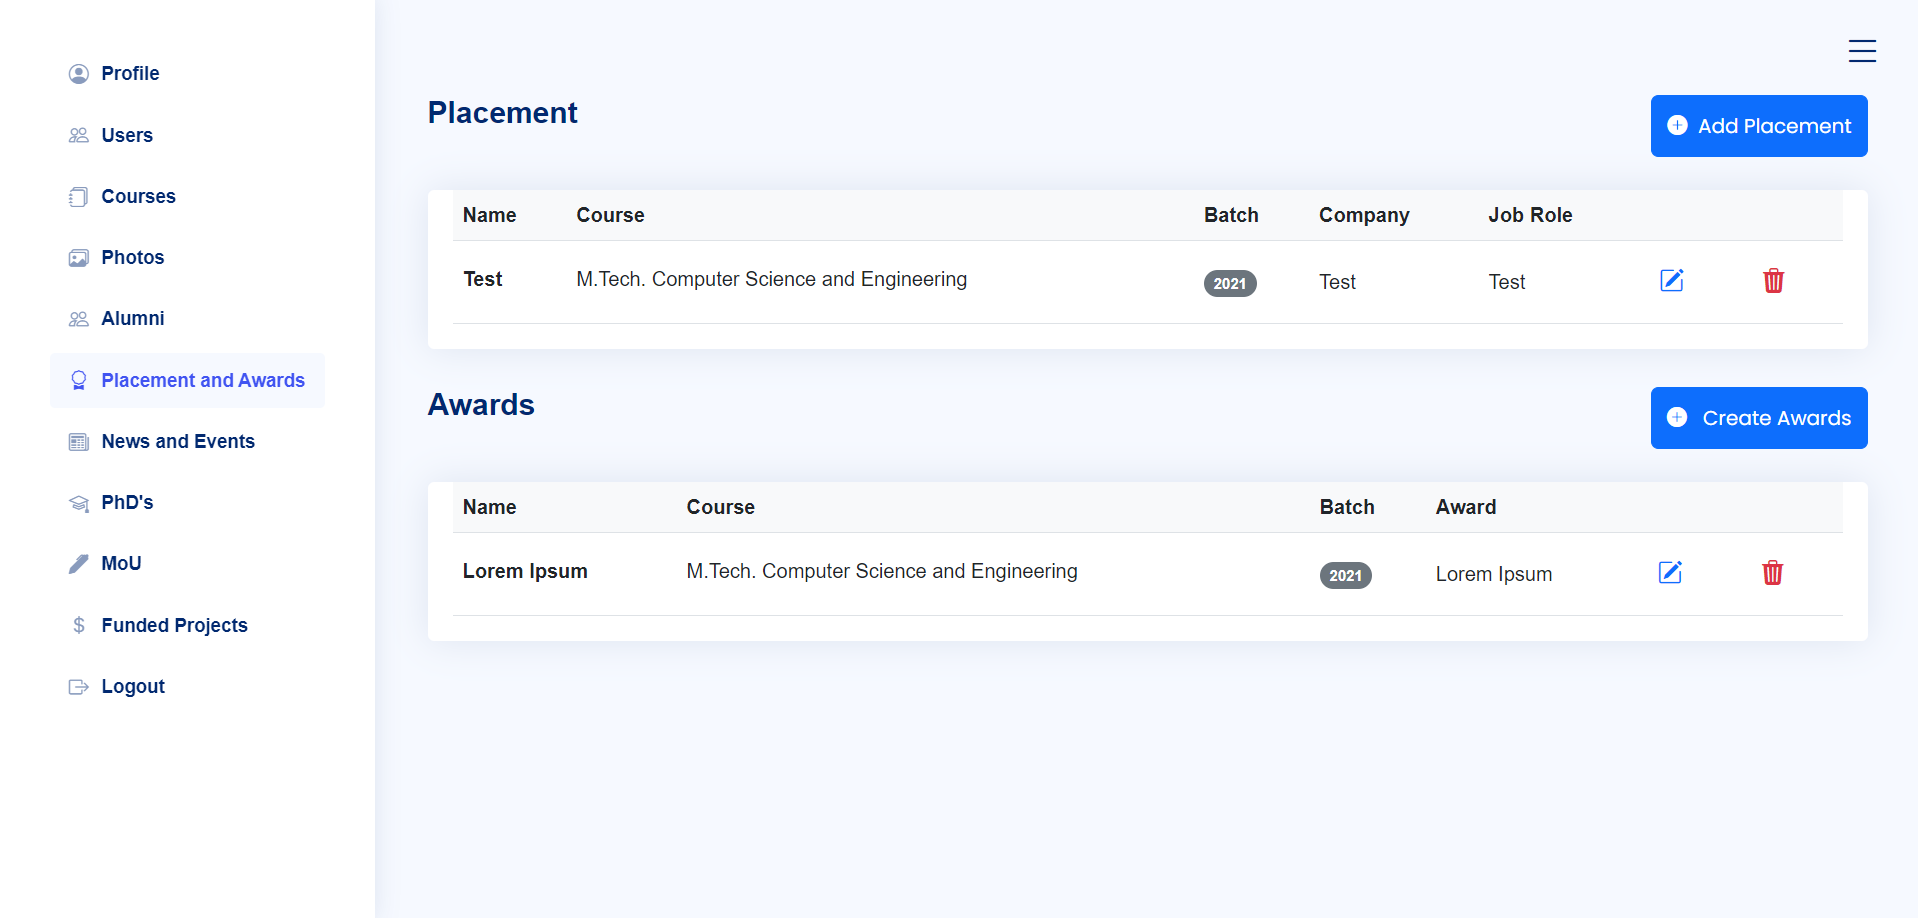 Profile
Users
Courses
Photos
Alumni
Placement and Awards
News and Events
PhD's
MoU
Funded Projects
Logout
Placement
Add Placement
Name Course Batch Company Job Role
Test M.Tech. Computer Science and Engineering 2021 Test Test
Awards
Create Awards
Name Course Batch Award
Lorem Ipsum M.Tech. Computer Science and Engineering 2021 Lorem Ipsum